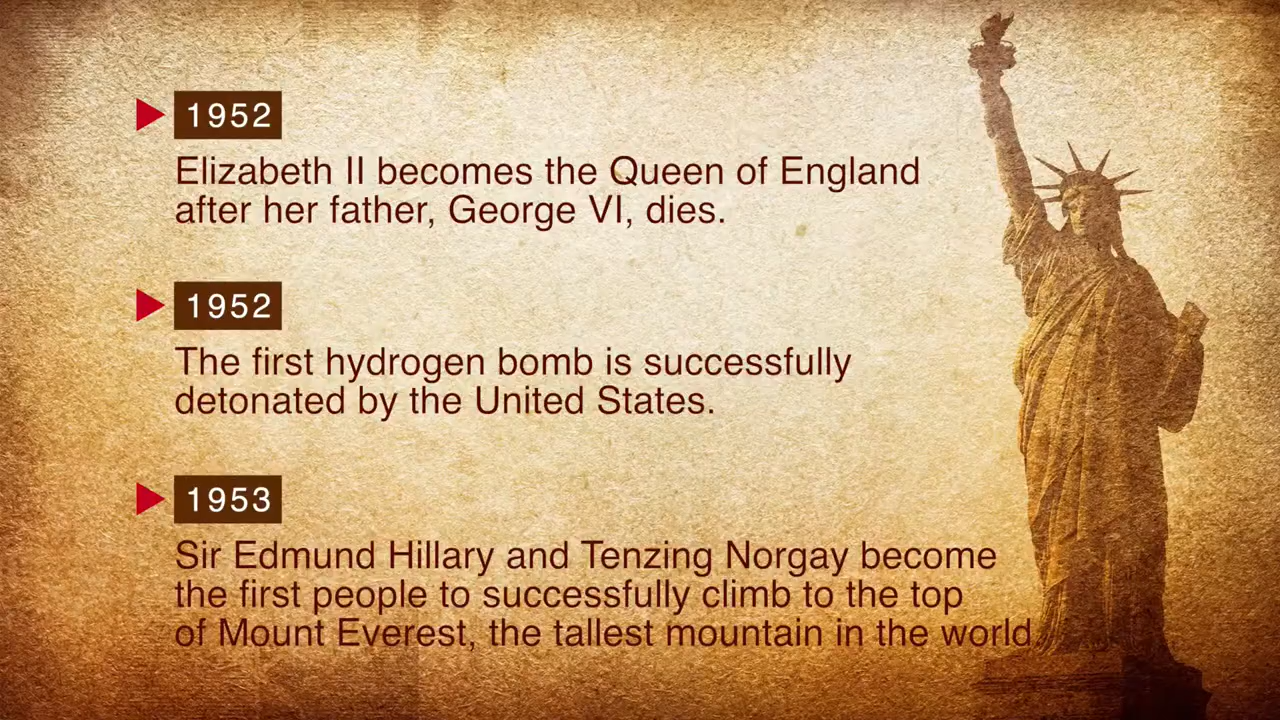 1952
Elizabeth II becomes the Queen of England
after her father, George VI, dies.
1952
The first hydrogen bomb is successfully
detonated by the United States.
1953
Sir Edmund Hillary and Tenzing Norgay become
the first people to successfully climb to the top
of Mount Everest, the tallest mountain in the world.